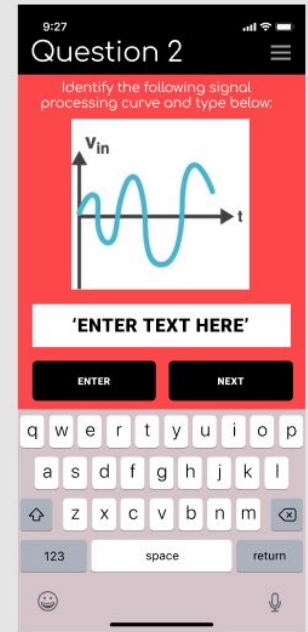 9:27
Question 2
Identify the following signal
processing curve and type below:
Vin
t
‘ENTER TEXT HERE’
ENTER NEXT
q w e r t y u i o p
a s d f g h j k l
z x c v b n m
123 space return